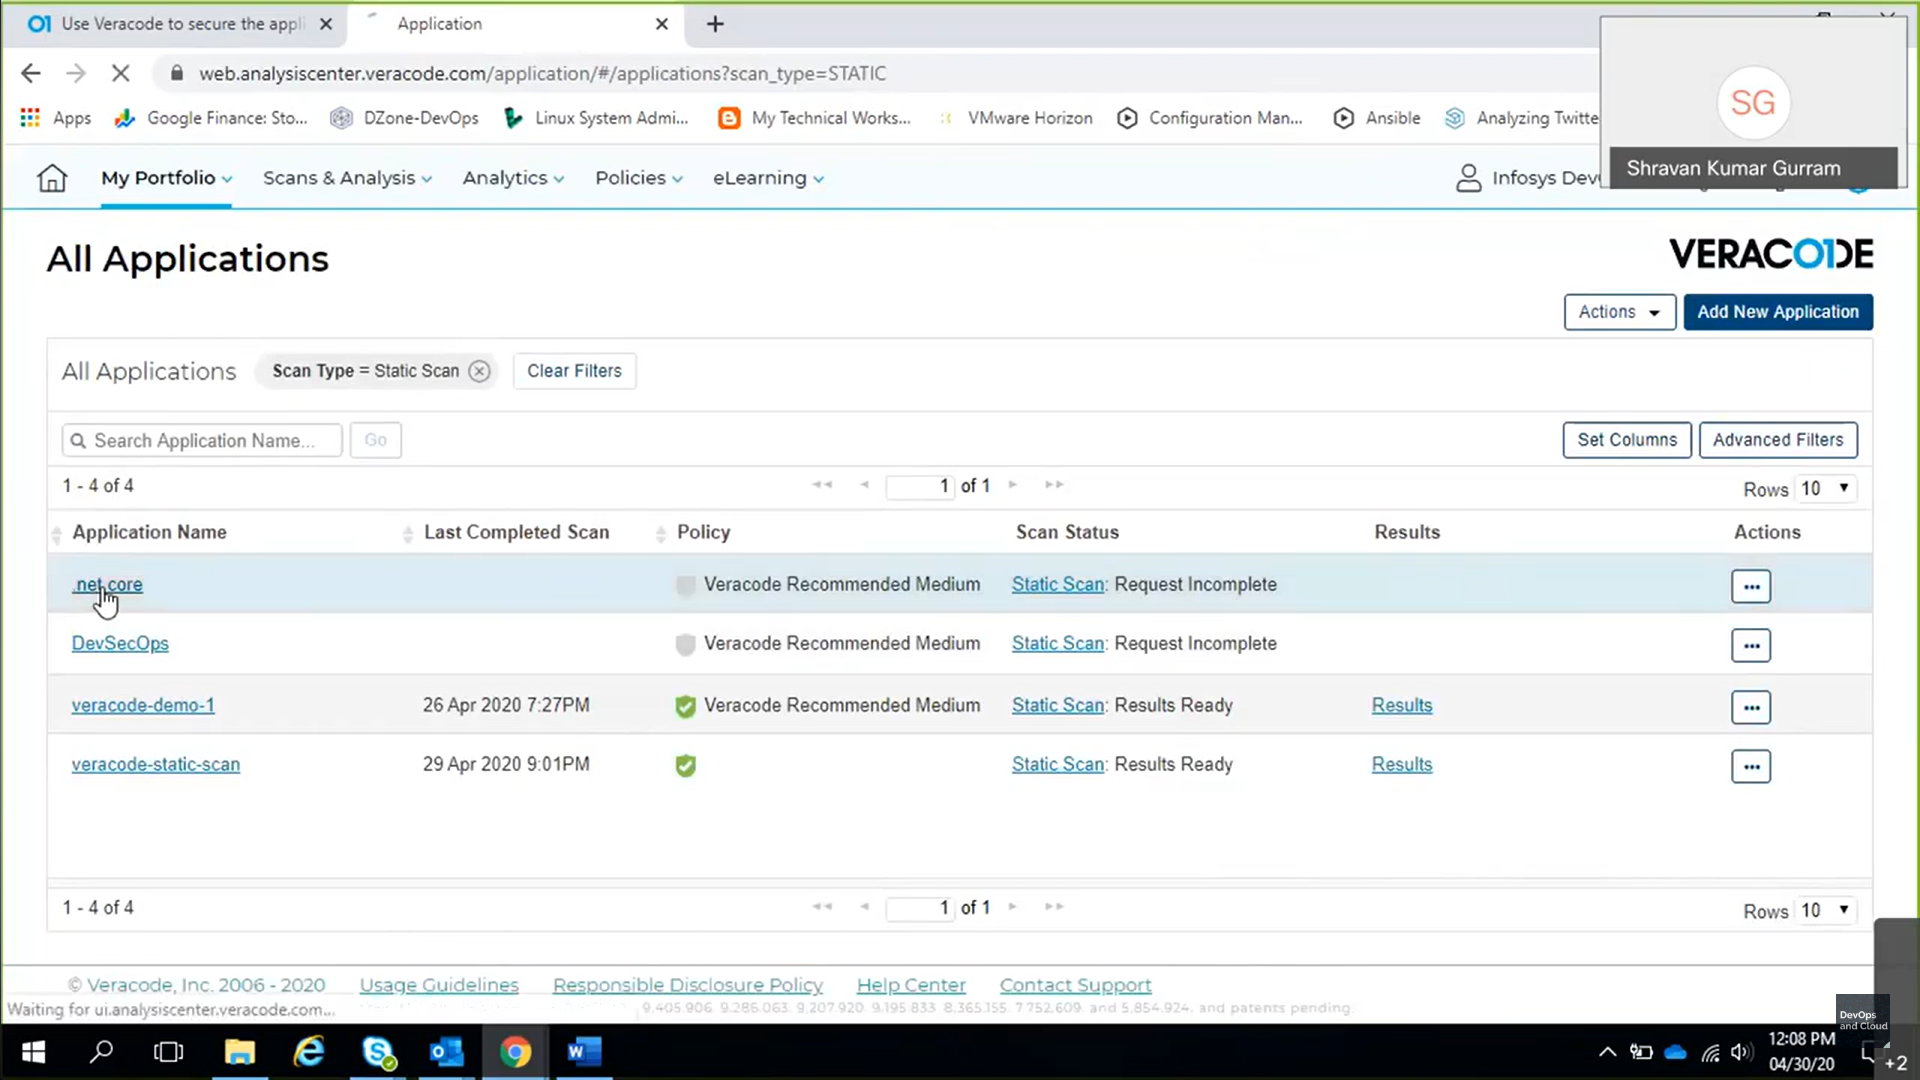 Use Veracode to secure the appli
Application
web.analysiscenter.veracode.com/application/#/applications?scan_type=STATIC
Apps
Google Finance: Sto...
DZone-DevOps
Linux System Admi...
My Technical Works...
VMware Horizon
Configuration Man...
Ansible
Analyzing Twitte
SG
Shravan Kumar Gurram
My Portfolio
Scans & Analysis
Analytics
Policies
eLearning
Infosys Dev
All Applications
VERACODE
Actions
Add New Application
All Applications
Scan Type = Static Scan
Clear Filters
Search Application Name...
Go
Set Columns
Advanced Filters
1 - 4 of 4
1 of 1
Rows 10
Application Name
Last Completed Scan
Policy
Scan Status
Results
Actions
.net core
Veracode Recommended Medium
Static Scan: Request Incomplete
DevSecOps
Veracode Recommended Medium
Static Scan: Request Incomplete
veracode-demo-1
26 Apr 2020 7:27PM
Veracode Recommended Medium
Static Scan: Results Ready
Results
veracode-static-scan
29 Apr 2020 9:01PM
Static Scan: Results Ready
Results
1 - 4 of 4
1 of 1
Rows 10
© Veracode, Inc. 2006 - 2020
Usage Guidelines
Responsible Disclosure Policy
Help Center
Contact Support
Waiting for ui.analysiscenter.veracode.com...
9,405,906, 9,286,063, 9,207,920, 9,195,833, 8,365,155, 7,752,609, and 5,854,924, and patents pending.
DevOps
and Cloud
12:08 PM
04/30/20
+2